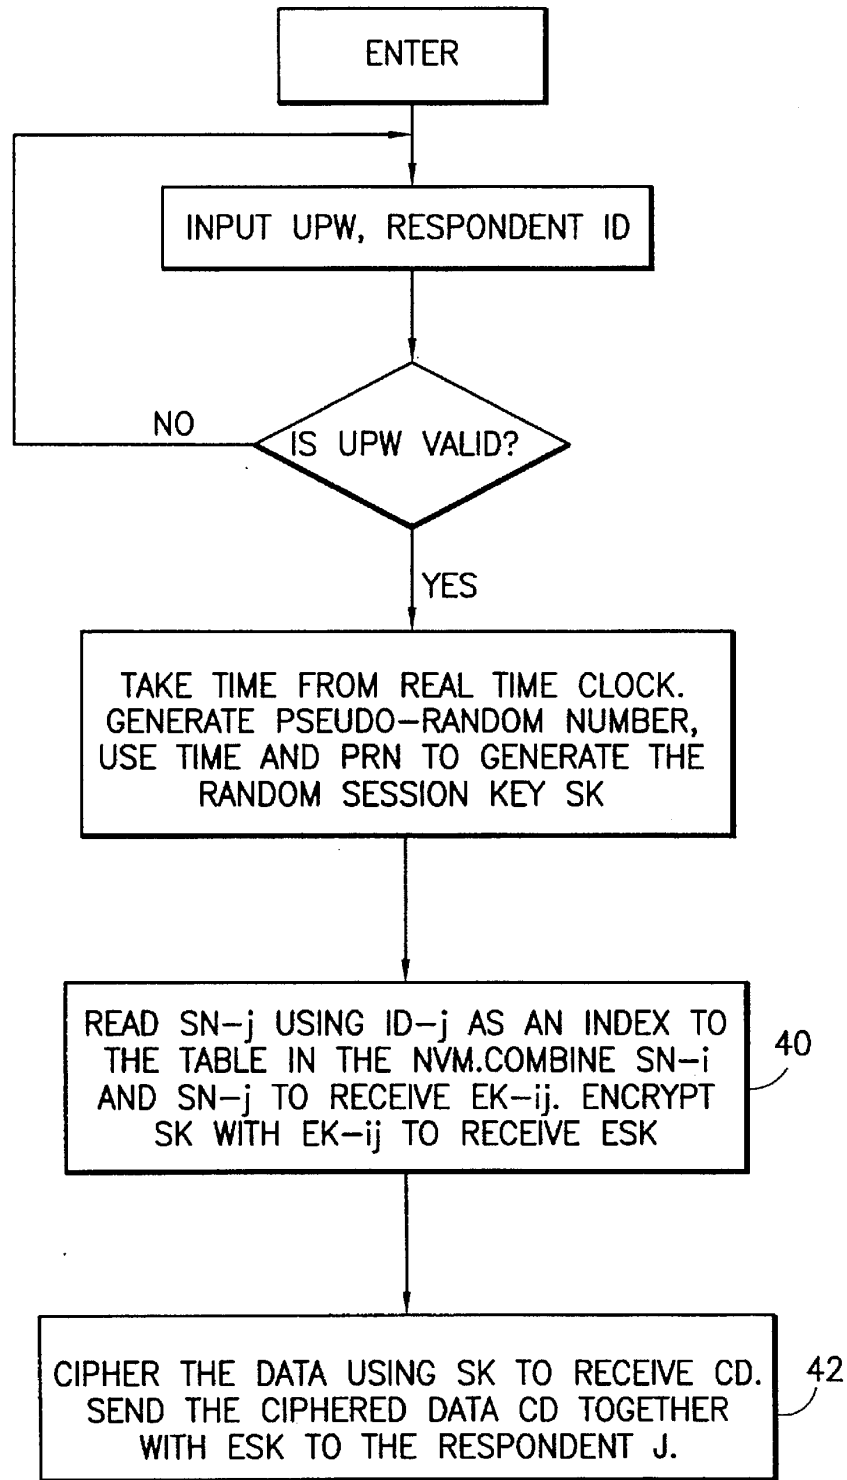 ENTER
INPUT UPW, RESPONDENT ID
IS UPW VALID?
NO
YES
TAKE TIME FROM REAL TIME CLOCK.
GENERATE PSEUDO-RANDOM NUMBER,
USE TIME AND PRN TO GENERATE THE
RANDOM SESSION KEY SK
READ SN-j USING ID-j AS AN INDEX TO
THE TABLE IN THE NVM.COMBINE SN-i
AND SN-j TO RECEIVE EK-ij. ENCRYPT
SK WITH EK-ij TO RECEIVE ESK
40
CIPHER THE DATA USING SK TO RECEIVE CD.
SEND THE CIPHERED DATA CD TOGETHER
WITH ESK TO THE RESPONDENT J.
42